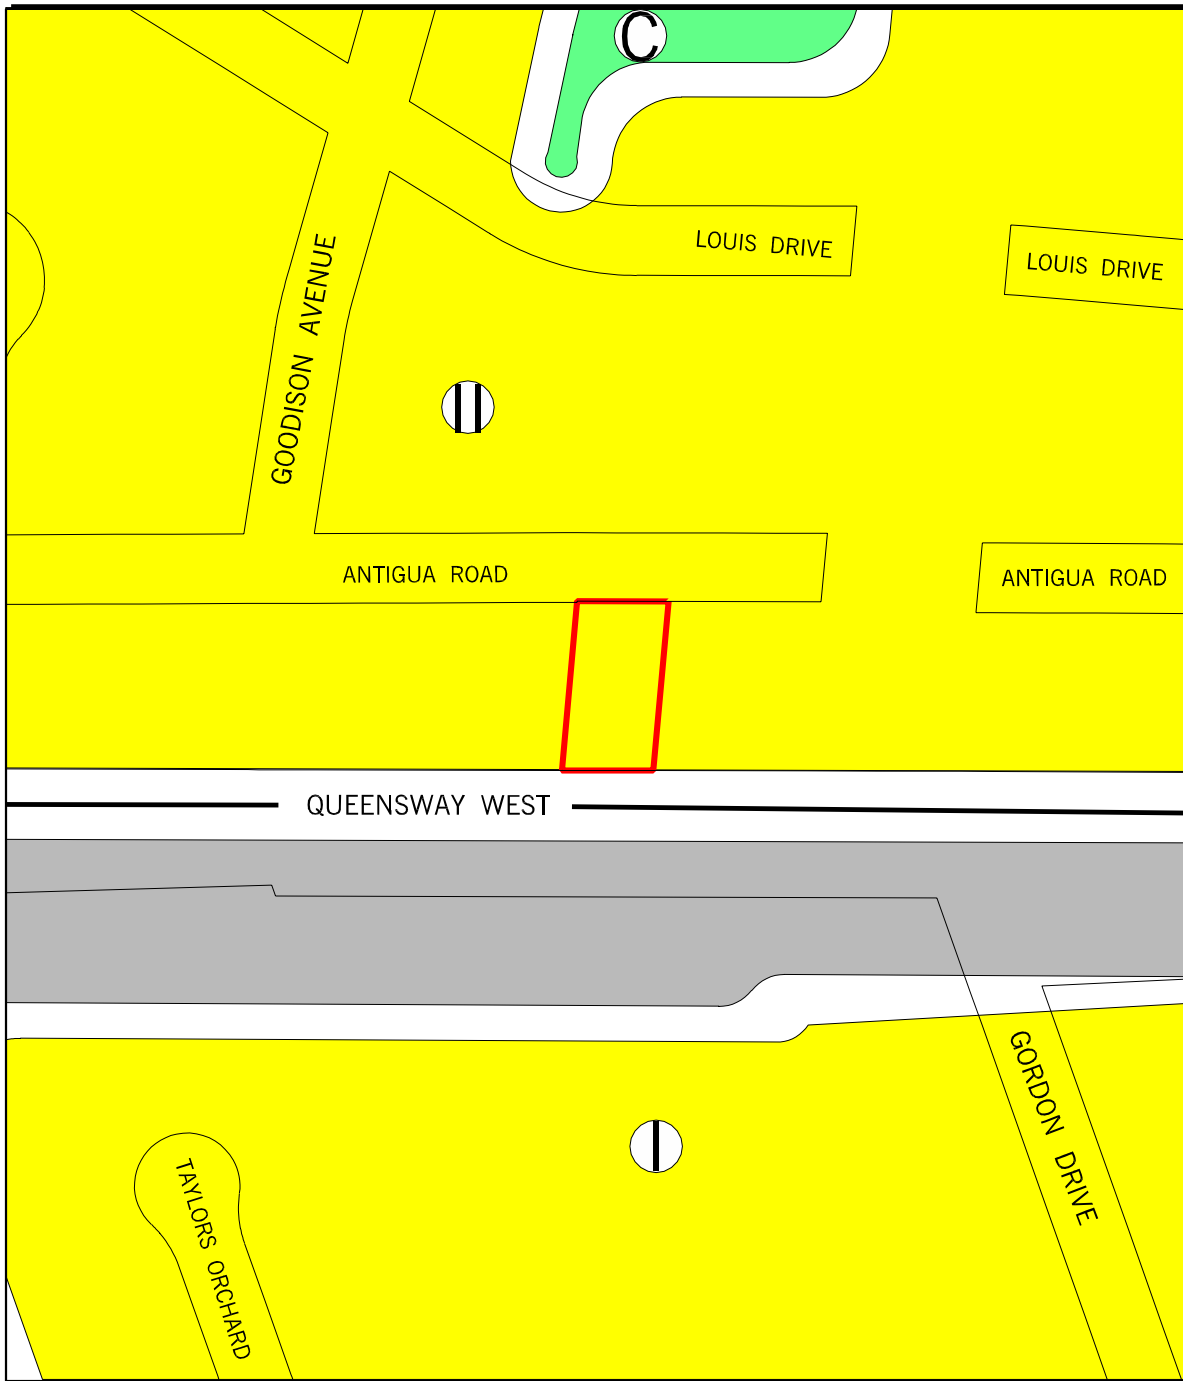 C
LOUIS DRIVE
LOUIS DRIVE
GOODISON AVENUE
II
ANTIGUA ROAD
ANTIGUA ROAD
QUEENSWAY WEST
GORDON DRIVE
I
TAYLORS ORCHARD